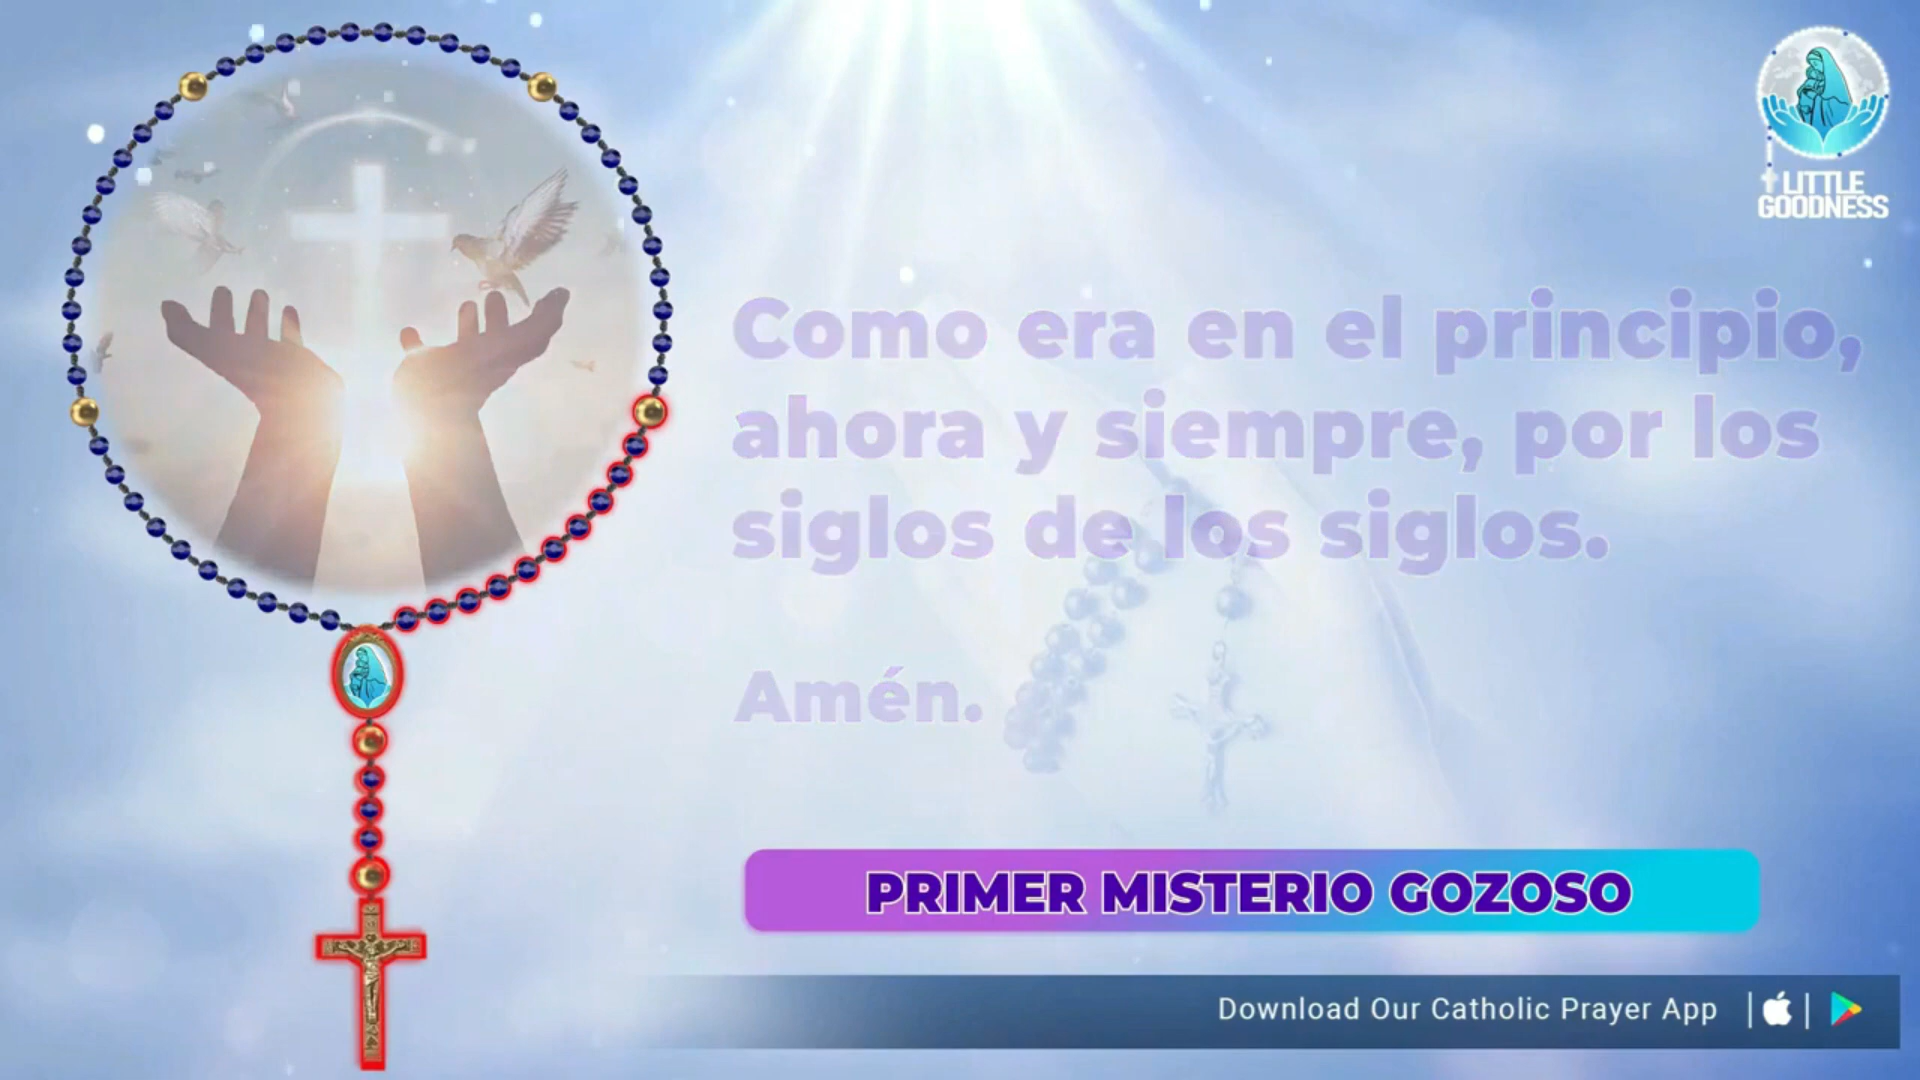 LITTLE
GOODNESS
Como era en el principio,
ahora y siempre, por los
siglos de los siglos.
Amén.
PRIMER MISTERIO GOZOSO
Download Our Catholic Prayer App